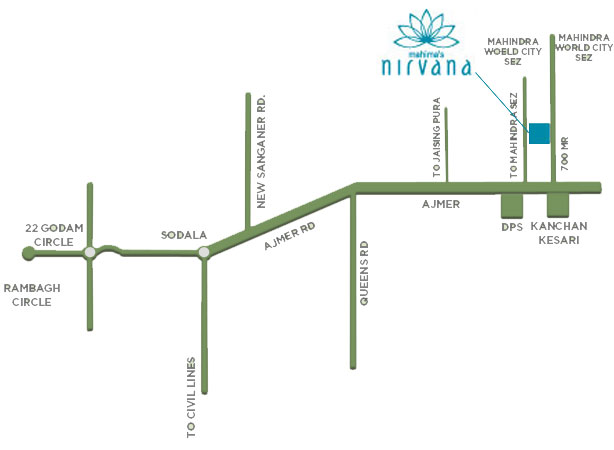 mahima's
nirvana
MAHINDRA
WOELD CITY
SEZ
MAHINDRA
WORLD CITY
SEZ
NEW SANGANER RD.
TO JAISING PURA
TO MAHINDRA SEZ
700 MR
22 GODAM
CIRCLE
SODALA
AJMER RD
AJMER
DPS
KANCHAN
KESARI
RAMBAGH
CIRCLE
QUEENS RD
TO CIVIL LINES